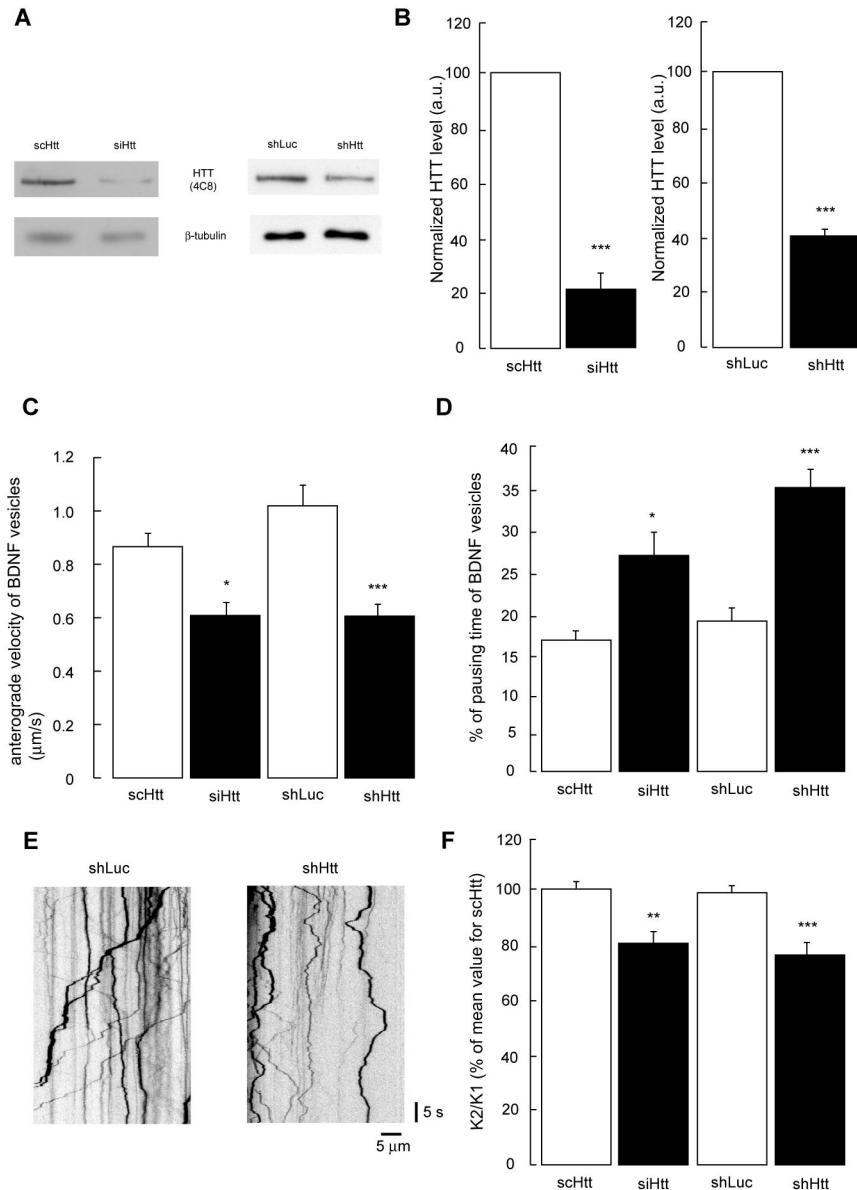 A
scHtt siHtt
HTT
(4C8)
shLuc shHtt
β-tubulin
B
Normalized HTT level (a.u.)
120
100
80
60
40
20
0
***
scHtt siHtt
Normalized HTT level (a.u.)
120
100
80
60
40
20
0
***
shLuc shHtt
C
anterograde velocity of BDNF vesicles
(μm/s)
1.2
1.0
0.8
0.6
0.4
0.2
0
*
***
scHtt siHtt shLuc shHtt
D
% of pausing time of BDNF vesicles
40
35
30
25
20
15
10
5
0
*
***
scHtt siHtt shLuc shHtt
E
shLuc shHtt
5 s
5 μm
F
K2/K1 (% of mean value for scHtt)
120
100
80
60
40
20
0
**
***
scHtt siHtt shLuc shHtt